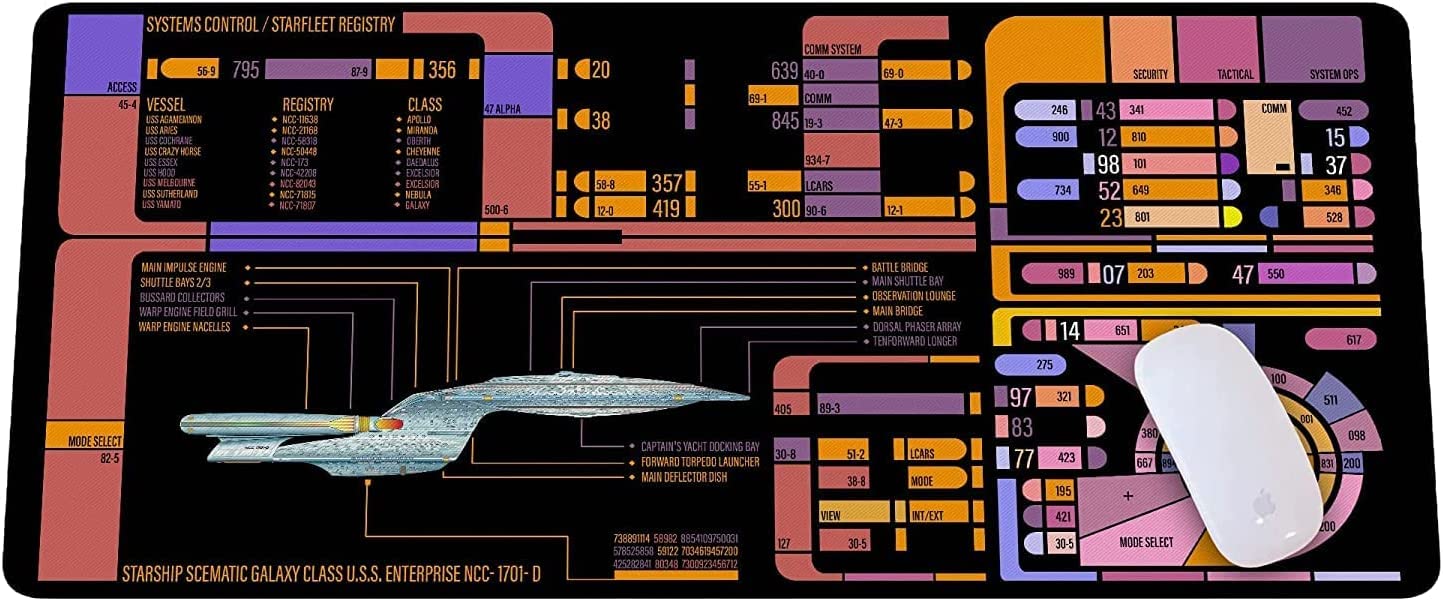 SYSTEMS CONTROL / STARFLEET REGISTRY
ACCESS
45-4
56-9
795
87-9
356
VESSEL REGISTRY CLASS
USS AGAMEMNON NCC-11638 APOLLO
USS ARIES NCC-21168 MIRANDA
USS COCHRANE NCC-58318 OBERTH
USS CRAZY HORSE NCC-50448 CHEYENNE
USS ESSEX NCC-173 DAEDALUS
USS HOOD NCC-42296 EXCELSIOR
USS MELBOURNE NCC-62043 EXCELSIOR
USS SUTHERLAND NCC-71815 NEBULA
USS YAMATO NCC-71807 GALAXY
47 ALPHA
500-6
20
38
58-8
357
12-0
419
COMM SYSTEM
639
40-0
69-0
69-1
COMM
845
19-3
47-3
934-7
55-1
LCARS
300
90-6
12-1
SECURITY
TACTICAL
SYSTEM OPS
246
43
341
COMM
452
900
12
810
15
98
101
37
734
52
649
346
23
801
528
989
07
203
47
550
MODE SELECT
82-5
MAIN IMPULSE ENGINE
SHUTTLE BAYS 2/3
BUSSARD COLLECTORS
WARP ENGINE FIELD GRILL
WARP ENGINE NACELLES
BATTLE BRIDGE
MAIN SHUTTLE BAY
OBSERVATION LOUNGE
MAIN BRIDGE
DORSAL PHASER ARRAY
TENFORWARD LONGER
CAPTAIN'S YACHT DOCKING BAY
FORWARD TORPEDO LAUNCHER
MAIN DEFLECTOR DISH
738891114 58982 8854109750031
578525858 59122 7034619457200
425282841 80348 7300923456712
STARSHIP SCEMATIC GALAXY CLASS U.S.S. ENTERPRISE NCC- 1701- D
405
89-3
30-8
51-2
LCARS
38-8
MODE
VIEW
INT/EXT
127
30-5
14
651
617
275
97
321
83
77
423
195
421
30-5
100
511
001
098
380
667
831
200
+
MODE SELECT
200